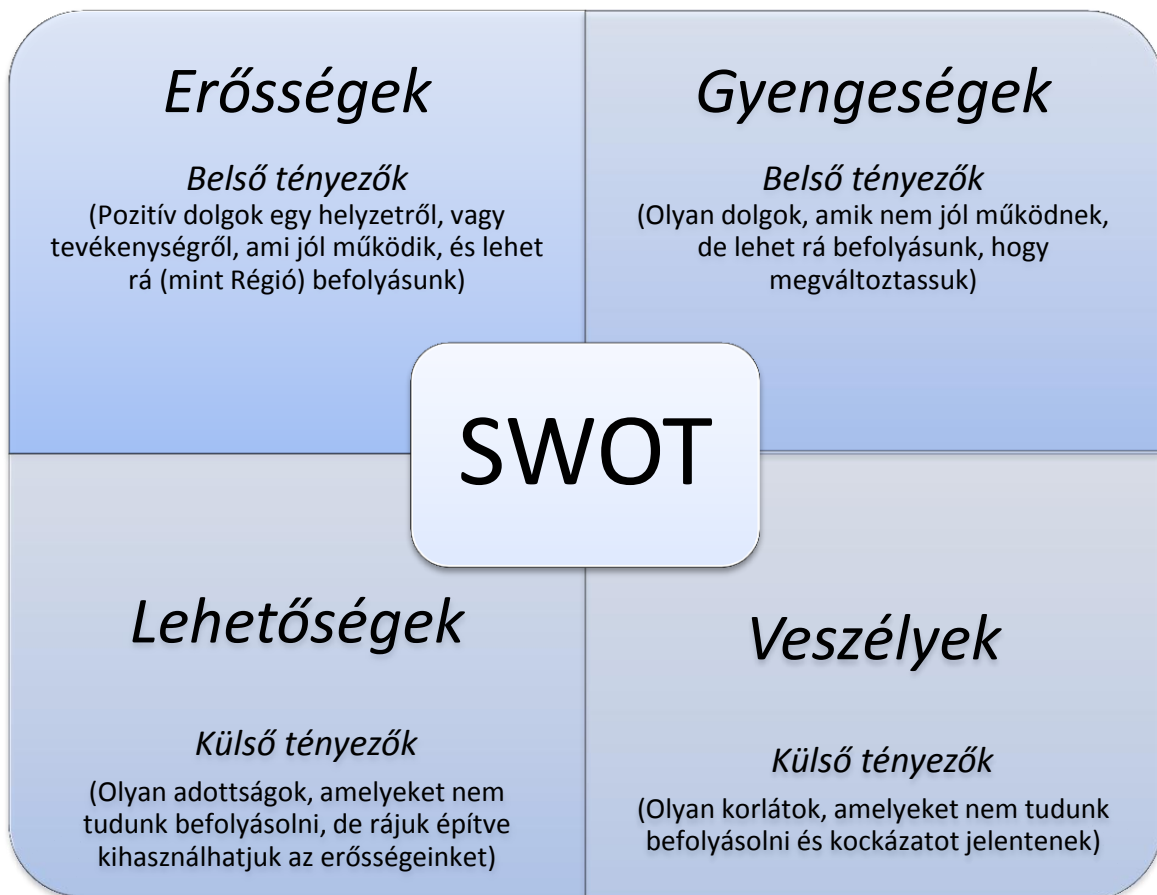 Erősségek
Belső tényezők
(Pozitív dolgok egy helyzetről, vagy
tevékenységről, ami jól működik, és lehet
rá (mint Régió) befolyásunk)
Gyengeségek
Belső tényezők
(Olyan dolgok, amik nem jól működnek,
de lehet rá befolyásunk, hogy
megváltoztassuk)
SWOT
Lehetőségek
Külső tényezők
(Olyan adottságok, amelyeket nem
tudunk befolyásolni, de rájuk építve
kihasználhatjuk az erősségeinket)
Veszélyek
Külső tényezők
(Olyan korlátok, amelyeket nem tudunk
befolyásolni és kockázatot jelentenek)